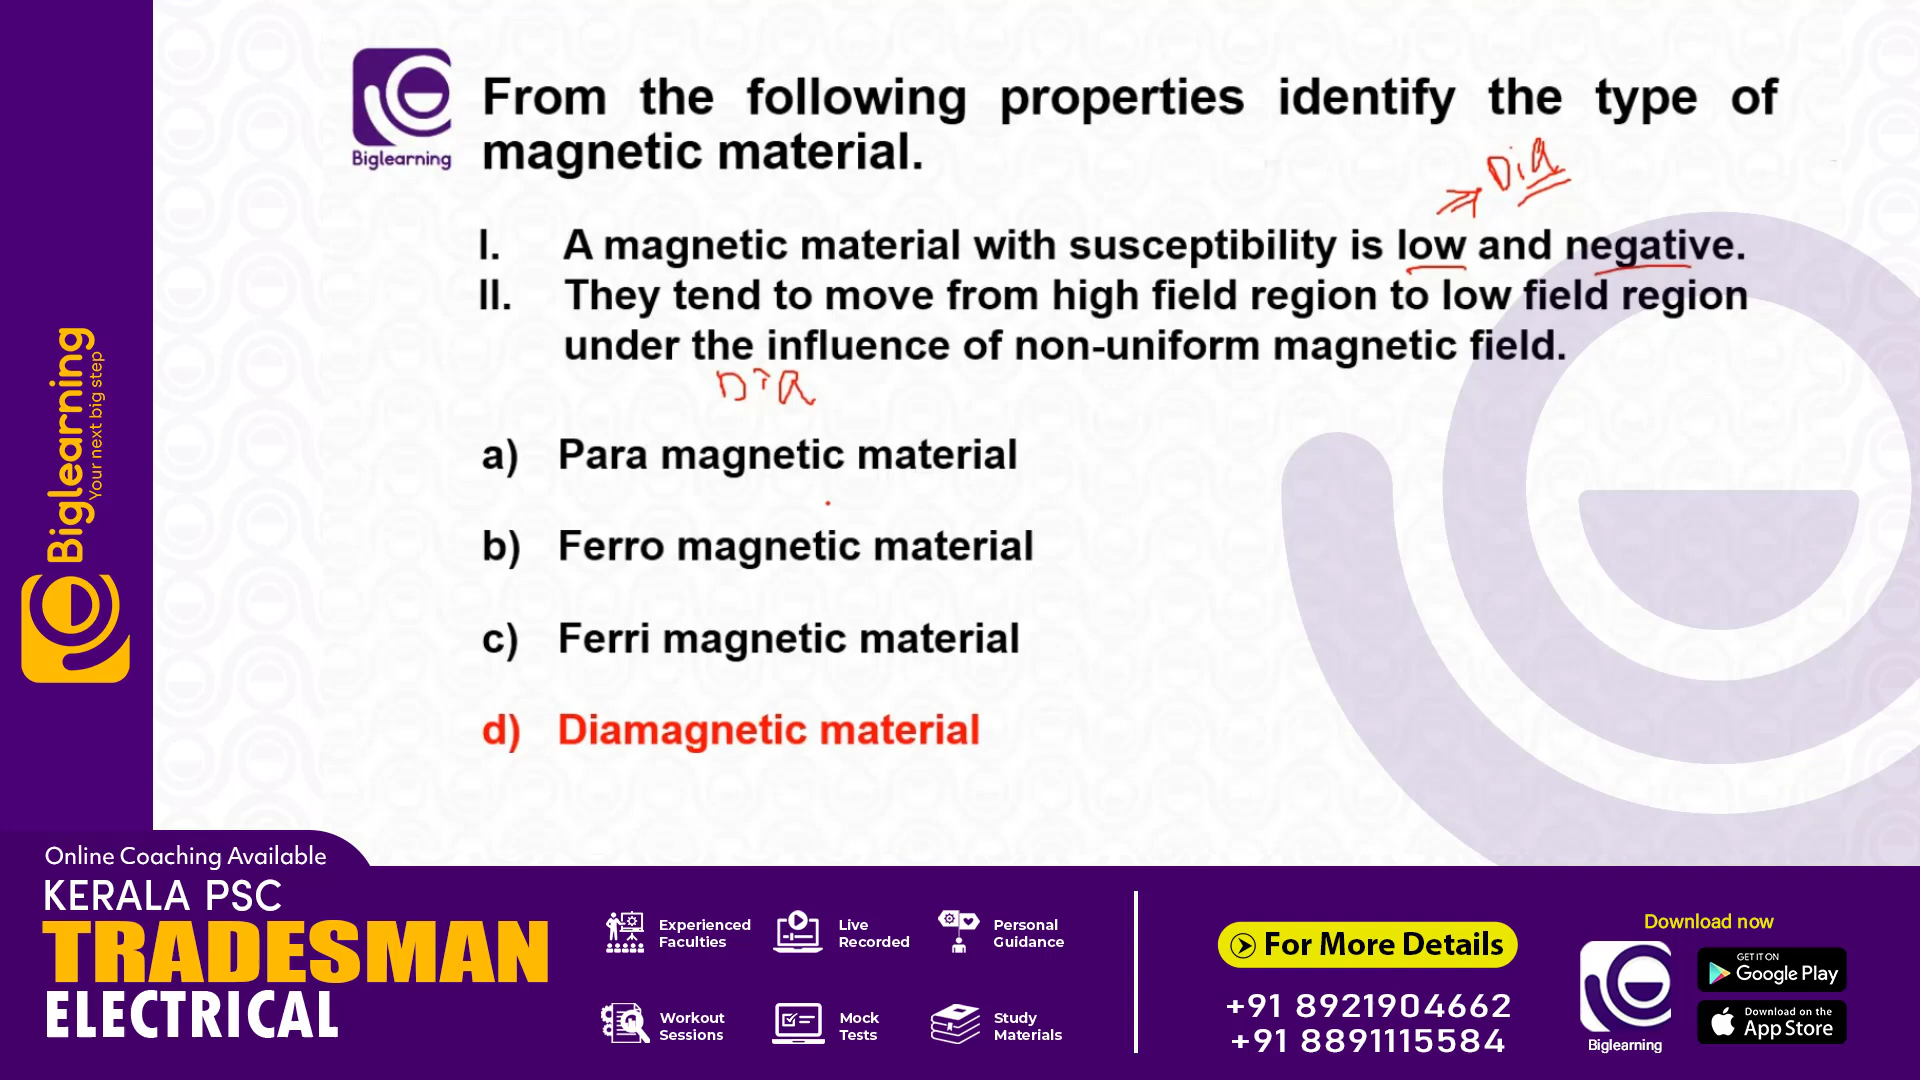 Biglearning
From the following properties identify the type of
magnetic material.
Dia
I. A magnetic material with susceptibility is low and negative.
II. They tend to move from high field region to low field region
under the influence of non-uniform magnetic field.
Dia
a) Para magnetic material
b) Ferro magnetic material
c) Ferri magnetic material
d) Diamagnetic material
Biglearning
Your next big step
Online Coaching Available
KERALA PSC
TRADESMAN
ELECTRICAL
Experienced
Faculties
Live
Recorded
Personal
Guidance
Workout
Sessions
Mock
Tests
Study
Materials
For More Details
+91 8921904662
+91 8891115584
Download now
Biglearning
GET IT ON
Google Play
Download on the
App Store